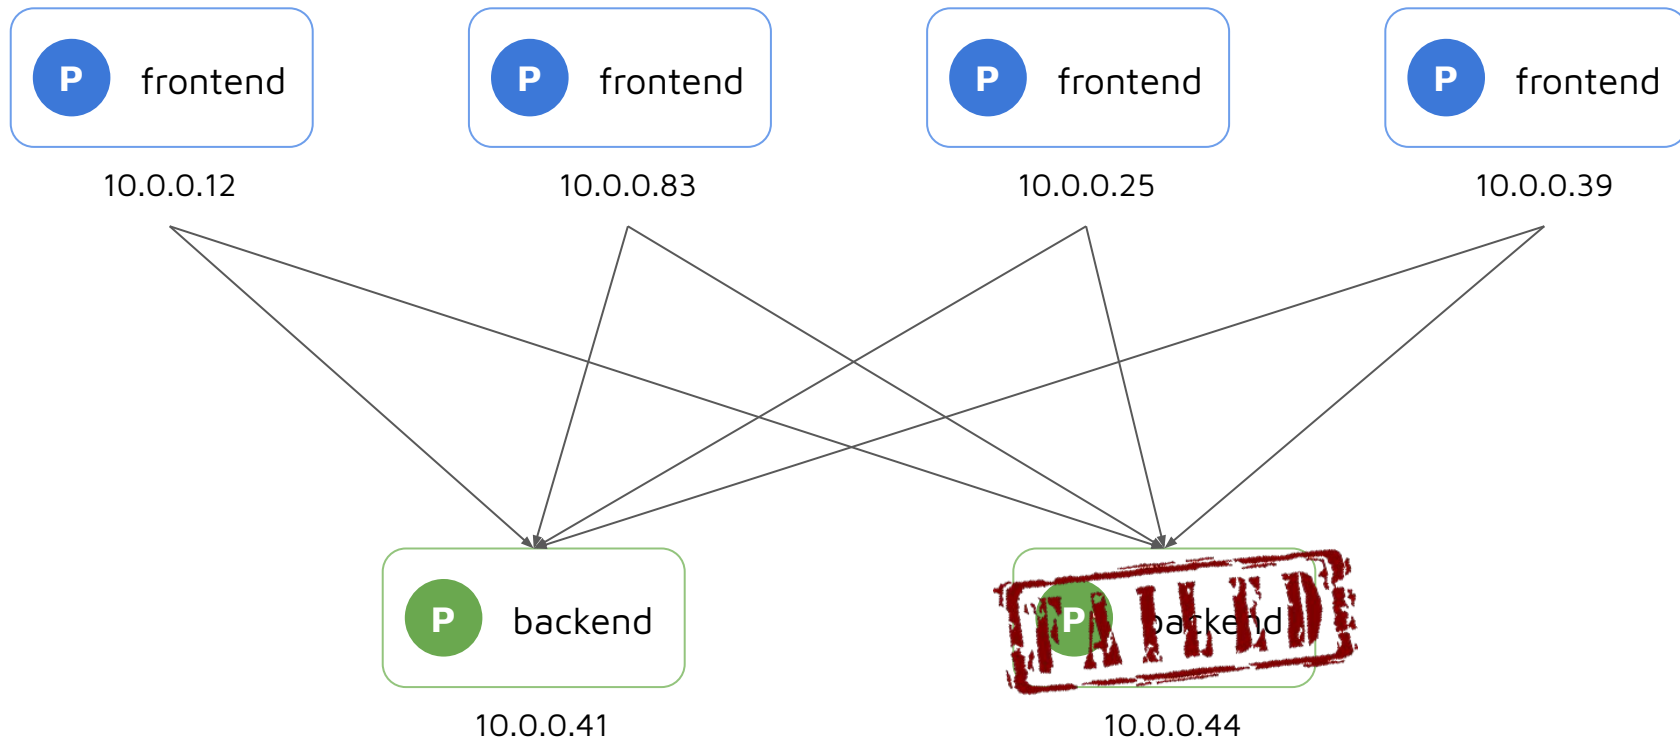 P frontend
P frontend
P frontend
P frontend
10.0.0.12
10.0.0.83
10.0.0.25
10.0.0.39
P backend
P backend
FAILED
10.0.0.41
10.0.0.44